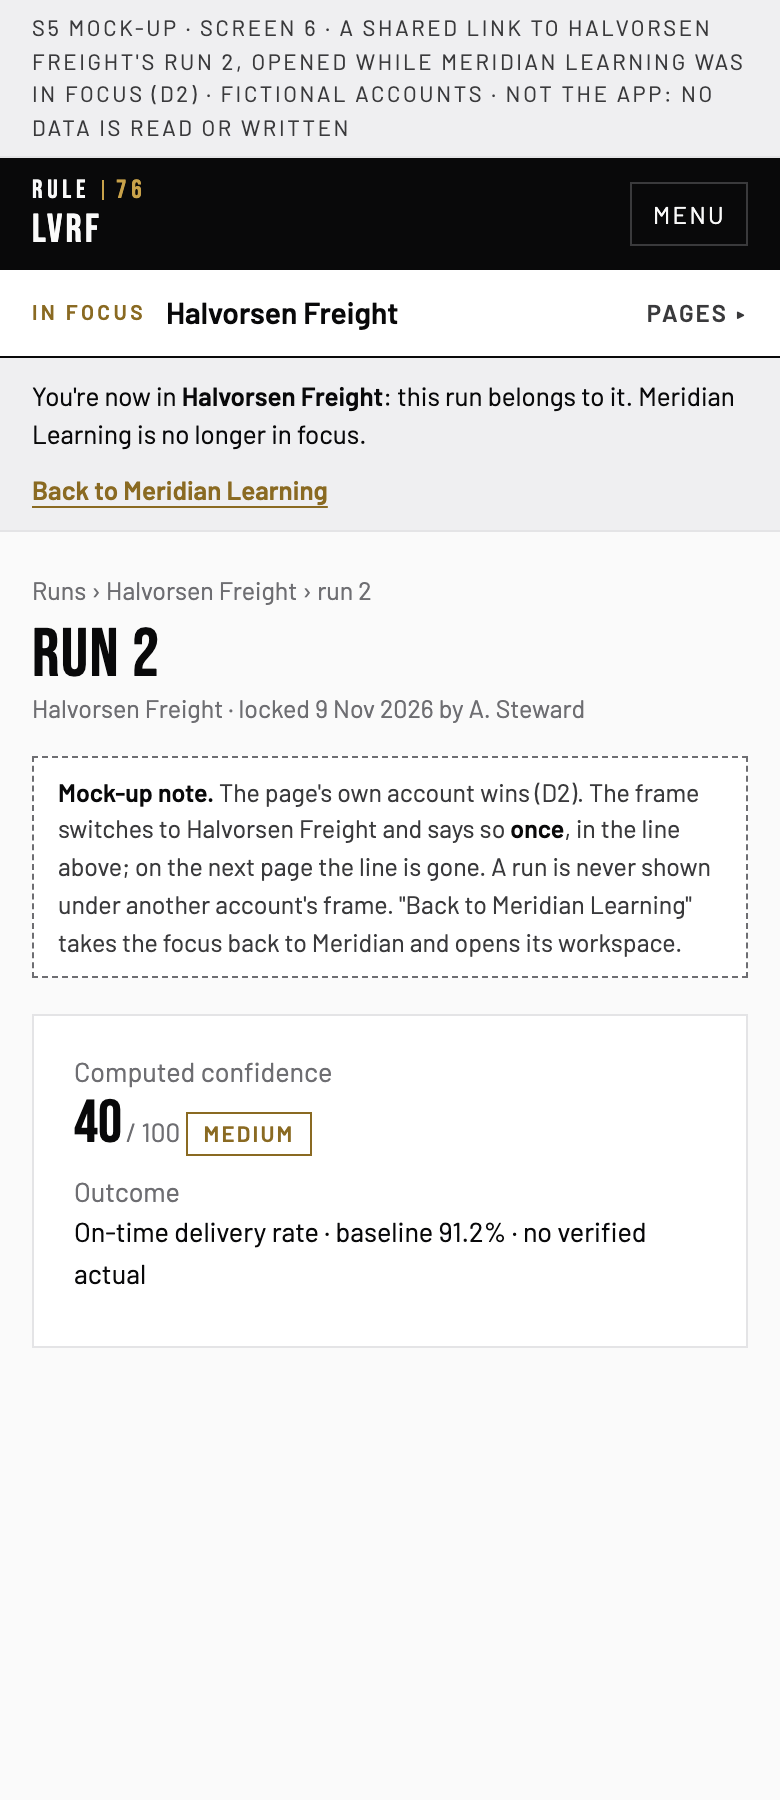 S5 MOCK-UP · SCREEN 6 · A SHARED LINK TO HALVORSEN
FREIGHT'S RUN 2, OPENED WHILE MERIDIAN LEARNING WAS
IN FOCUS (D2) · FICTIONAL ACCOUNTS · NOT THE APP: NO
DATA IS READ OR WRITTEN
RULE | 76
LVRF
MENU
IN FOCUS Halvorsen Freight PAGES ▸
You're now in Halvorsen Freight: this run belongs to it. Meridian
Learning is no longer in focus.
Back to Meridian Learning
Runs › Halvorsen Freight › run 2
RUN 2
Halvorsen Freight · locked 9 Nov 2026 by A. Steward
Mock-up note. The page's own account wins (D2). The frame
switches to Halvorsen Freight and says so once, in the line
above; on the next page the line is gone. A run is never shown
under another account's frame. "Back to Meridian Learning"
takes the focus back to Meridian and opens its workspace.
Computed confidence
40 / 100 MEDIUM
Outcome
On-time delivery rate · baseline 91.2% · no verified
actual